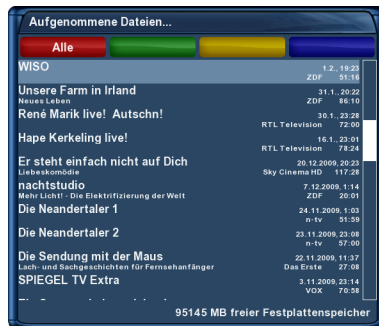 Aufgenommene Dateien...
Alle
WISO 1.2., 19:23
ZDF 51:16
Unsere Farm in Irland 31.1., 20:22
Neues Leben ZDF 86:10
René Marik live! Autschn! 30.1., 23:28
RTL Television 72:00
Hape Kerkeling live! 16.1., 23:01
RTL Television 78:24
Er steht einfach nicht auf Dich 20.12.2009, 20:23
Liebeskomödie Sky Cinema HD 117:28
nachtstudio 7.12.2009, 1:14
Mehr Licht! - Die Elektrifizierung der Welt ZDF 20:01
Die Neandertaler 1 24.11.2009, 1:03
n-tv 51:59
Die Neandertaler 2 23.11.2009, 23:08
n-tv 57:00
Die Sendung mit der Maus 22.11.2009, 11:37
Lach- und Sachgeschichten für Fernsehanfänger Das Erste 27:08
SPIEGEL TV Extra 3.11.2009, 23:14
VOX 70:58
95145 MB freier Festplattenspeicher